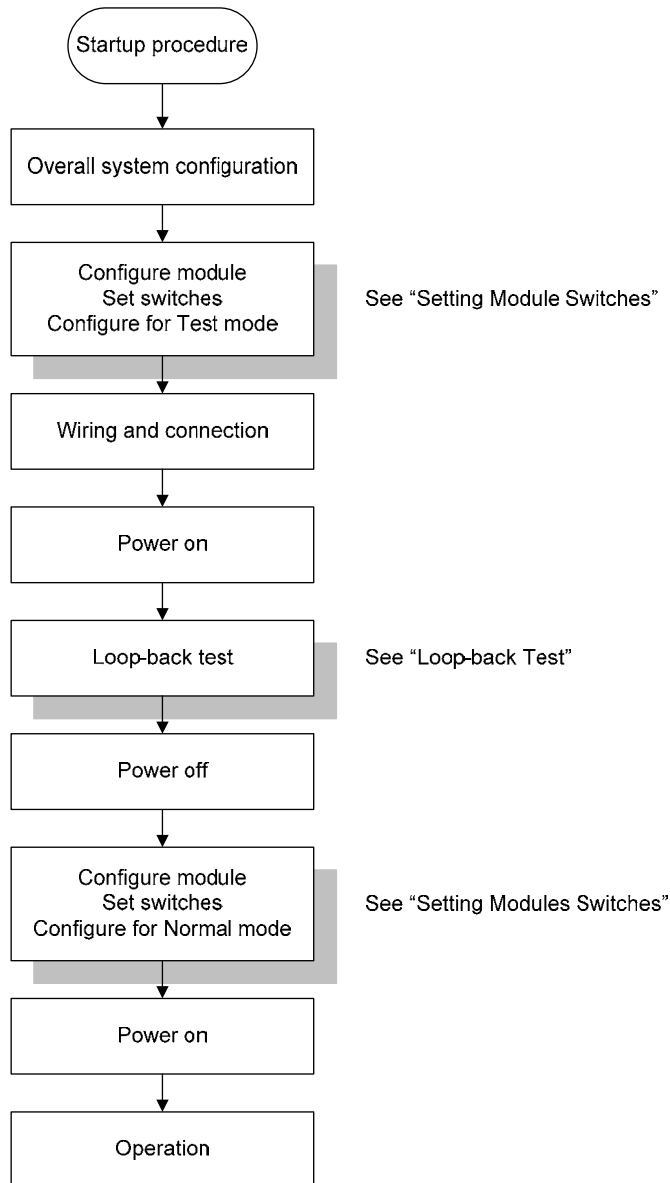 Startup procedure
Overall system configuration
Configure module
Set switches
Configure for Test mode
See “Setting Module Switches”
Wiring and connection
Power on
Loop-back test
See “Loop-back Test”
Power off
Configure module
Set switches
Configure for Normal mode
See “Setting Modules Switches”
Power on
Operation